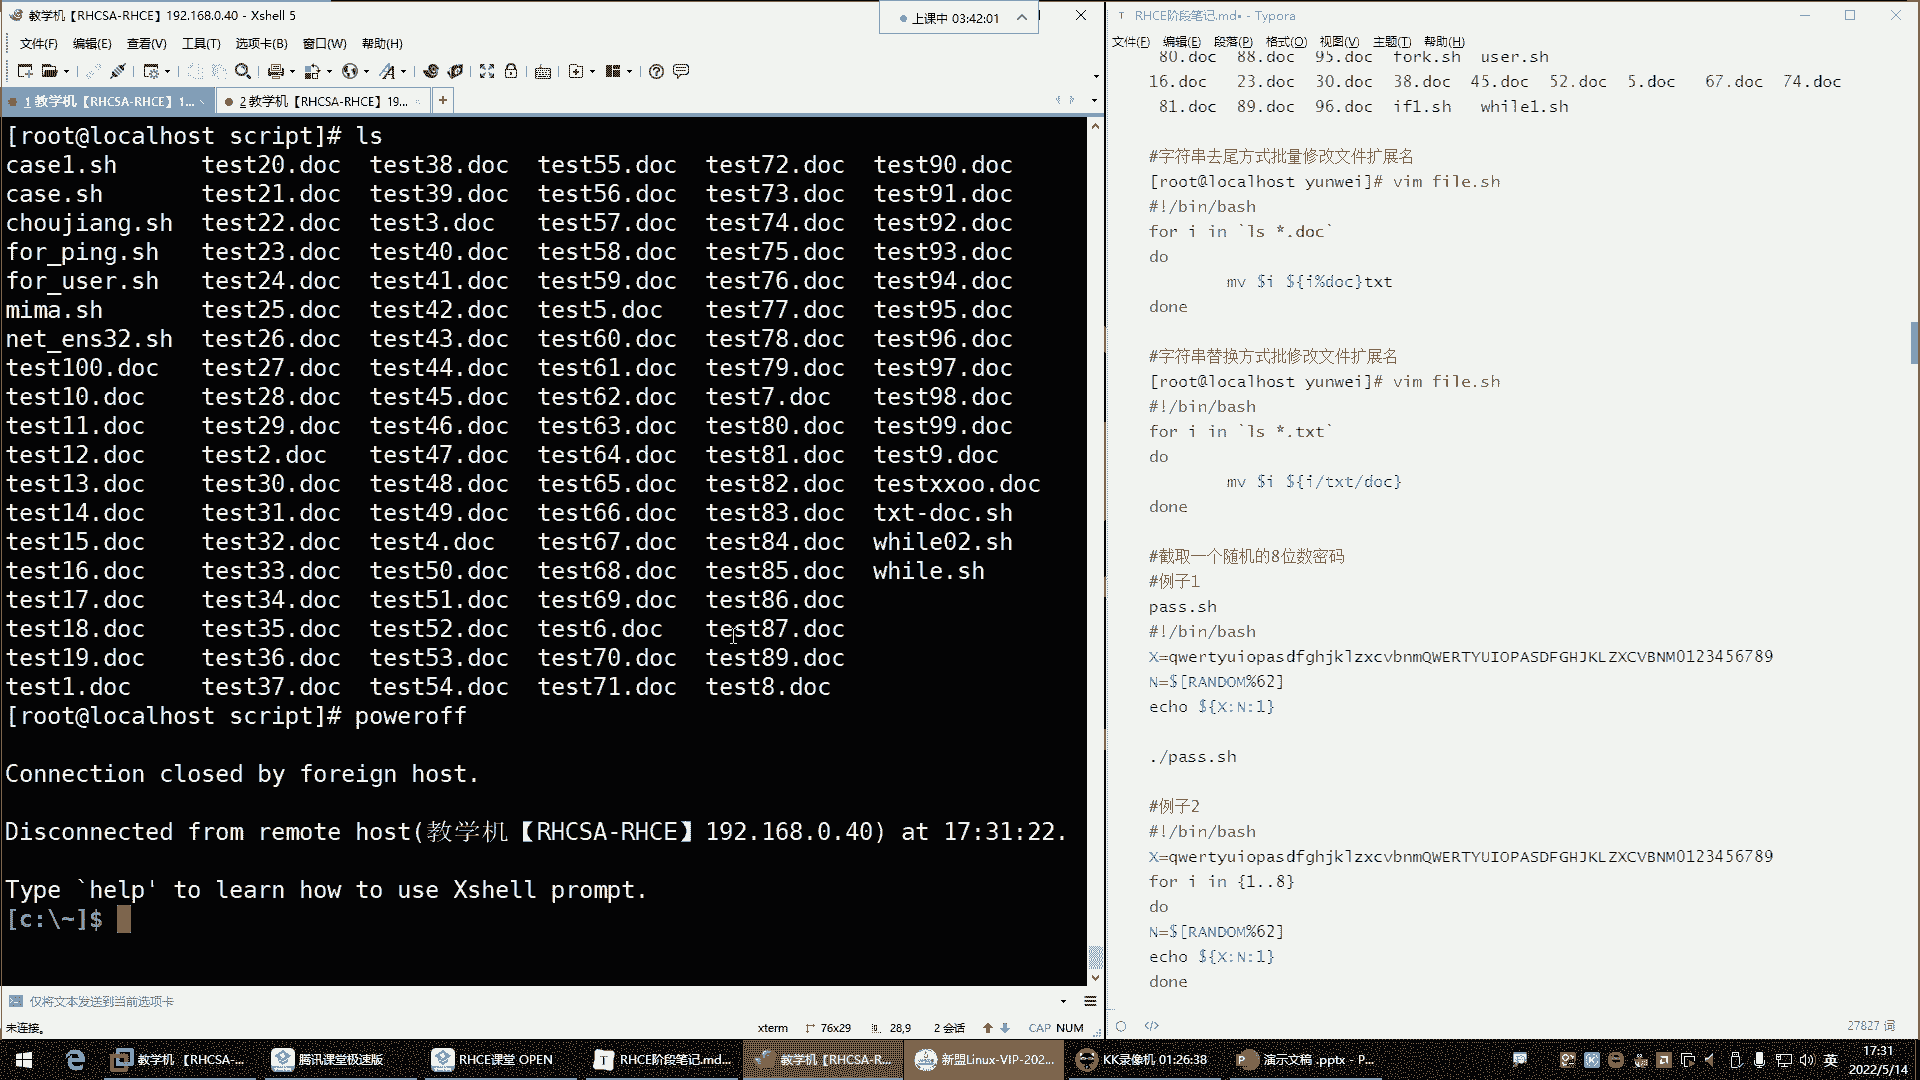 教学机【RHCSA-RHCE】192.168.0.40 - Xshell 5
上课中 03:42:01
文件(F) 编辑(E) 查看(V) 工具(T) 选项卡(B) 窗口(W) 帮助(H)
1 教学机【RHCSA-RHCE】1...
2 教学机【RHCSA-RHCE】19...
[root@localhost script]# ls
case1.sh test20.doc test38.doc test55.doc test72.doc test90.doc
case.sh test21.doc test39.doc test56.doc test73.doc test91.doc
choujiang.sh test22.doc test3.doc test57.doc test74.doc test92.doc
for_ping.sh test23.doc test40.doc test58.doc test75.doc test93.doc
for_user.sh test24.doc test41.doc test59.doc test76.doc test94.doc
mima.sh test25.doc test42.doc test5.doc test77.doc test95.doc
net_ens32.sh test26.doc test43.doc test60.doc test78.doc test96.doc
test100.doc test27.doc test44.doc test61.doc test79.doc test97.doc
test10.doc test28.doc test45.doc test62.doc test7.doc test98.doc
test11.doc test29.doc test46.doc test63.doc test80.doc test99.doc
test12.doc test2.doc test47.doc test64.doc test81.doc test9.doc
test13.doc test30.doc test48.doc test65.doc test82.doc testxxoo.doc
test14.doc test31.doc test49.doc test66.doc test83.doc txt-doc.sh
test15.doc test32.doc test4.doc test67.doc test84.doc while02.sh
test16.doc test33.doc test50.doc test68.doc test85.doc while.sh
test17.doc test34.doc test51.doc test69.doc test86.doc
test18.doc test35.doc test52.doc test6.doc test87.doc
test19.doc test36.doc test53.doc test70.doc test89.doc
test1.doc test37.doc test54.doc test71.doc test8.doc
[root@localhost script]# poweroff
Connection closed by foreign host.
Disconnected from remote host(教学机【RHCSA-RHCE】192.168.0.40) at 17:31:22.
Type `help' to learn how to use Xshell prompt.
[c:\~]$
仅将文本发送到当前选项卡
未连接。 xterm 76x29 28,9 2 会话 CAP NUM
RHCE阶段笔记.md• - Typora
文件(F) 编辑(E) 段落(P) 格式(O) 视图(V) 主题(T) 帮助(H)
80.doc 88.doc 95.doc fork.sh user.sh
16.doc 23.doc 30.doc 38.doc 45.doc 52.doc 5.doc 67.doc 74.doc
81.doc 89.doc 96.doc if1.sh while1.sh
#字符串去尾方式批量修改文件扩展名
[root@localhost yunwei]# vim file.sh
#!/bin/bash
for i in `ls *.doc`
do
mv $i ${i%doc}txt
done
#字符串替换方式批修改文件扩展名
[root@localhost yunwei]# vim file.sh
#!/bin/bash
for i in `ls *.txt`
do
mv $i ${i/txt/doc}
done
#截取一个随机的8位数密码
#例子1
pass.sh
#!/bin/bash
X=qwertyuiopasdfghjklzxcvbnmQWERTYUIOPASDFGHJKLZXCVBNM0123456789
N=$[RANDOM%62]
echo ${X:N:1}
./pass.sh
#例子2
#!/bin/bash
X=qwertyuiopasdfghjklzxcvbnmQWERTYUIOPASDFGHJKLZXCVBNM0123456789
for i in {1..8}
do
N=$[RANDOM%62]
echo ${X:N:1}
done
27827 词
教学机 【RHCSA-...
腾讯课堂极速版
RHCE课堂 OPEN
RHCE阶段笔记.md...
教学机【RHCSA-R...
新盟Linux-VIP-202...
KK录像机 01:26:38
演示文稿 .pptx - P...
英
17:31
2022/5/14